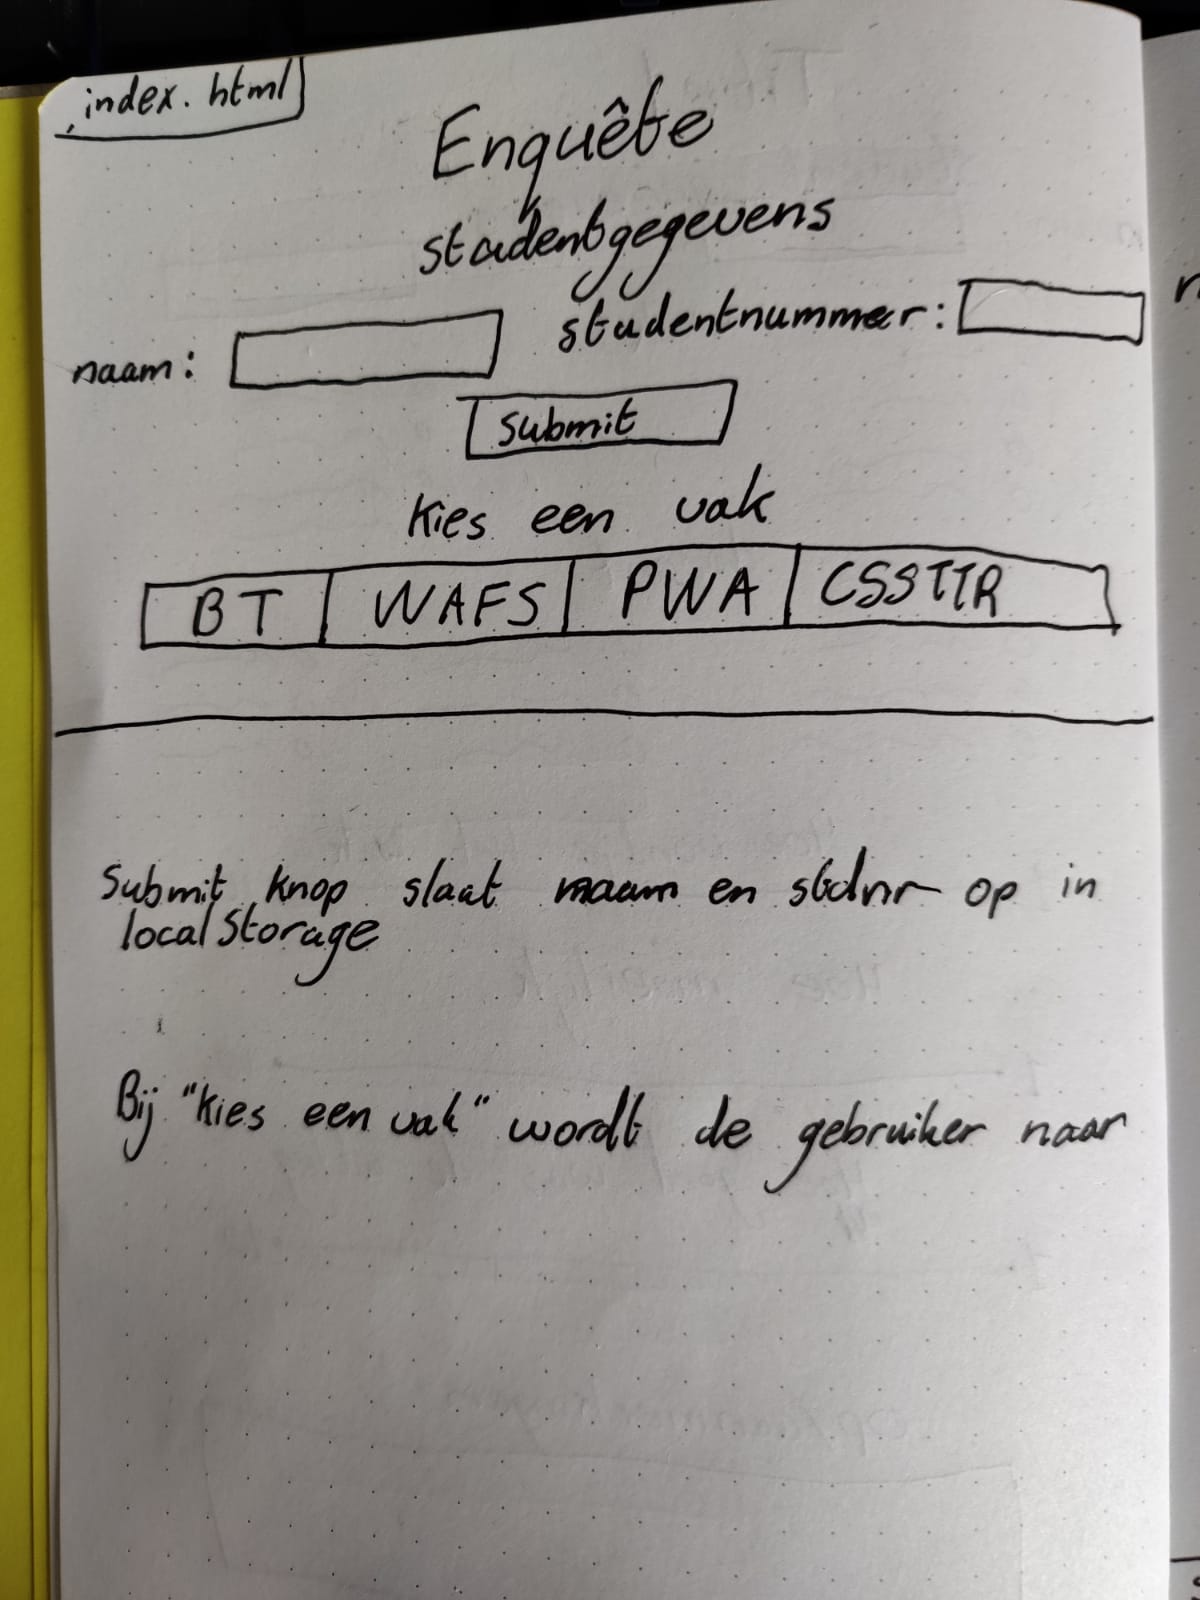 index.html
Enquête
studentgegevens
naam:
studentnummer:
Submit
Kies een vak
BT WAFS PWA CSSTTR
Submit knop slaat naam en stdnr op in
localStorage
Bij "kies een vak" wordt de gebruiker naar